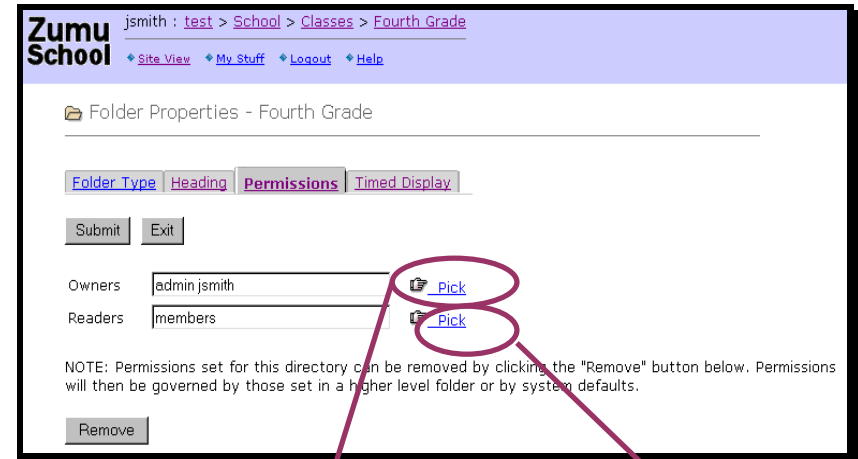 Zumu School
jsmith : test > School > Classes > Fourth Grade
Site View My Stuff Logout Help
Folder Properties - Fourth Grade
Folder Type Heading Permissions Timed Display
Submit Exit
Owners admin jsmith Pick
Readers members Pick
NOTE: Permissions set for this directory can be removed by clicking the "Remove" button below. Permissions
will then be governed by those set in a higher level folder or by system defaults.
Remove